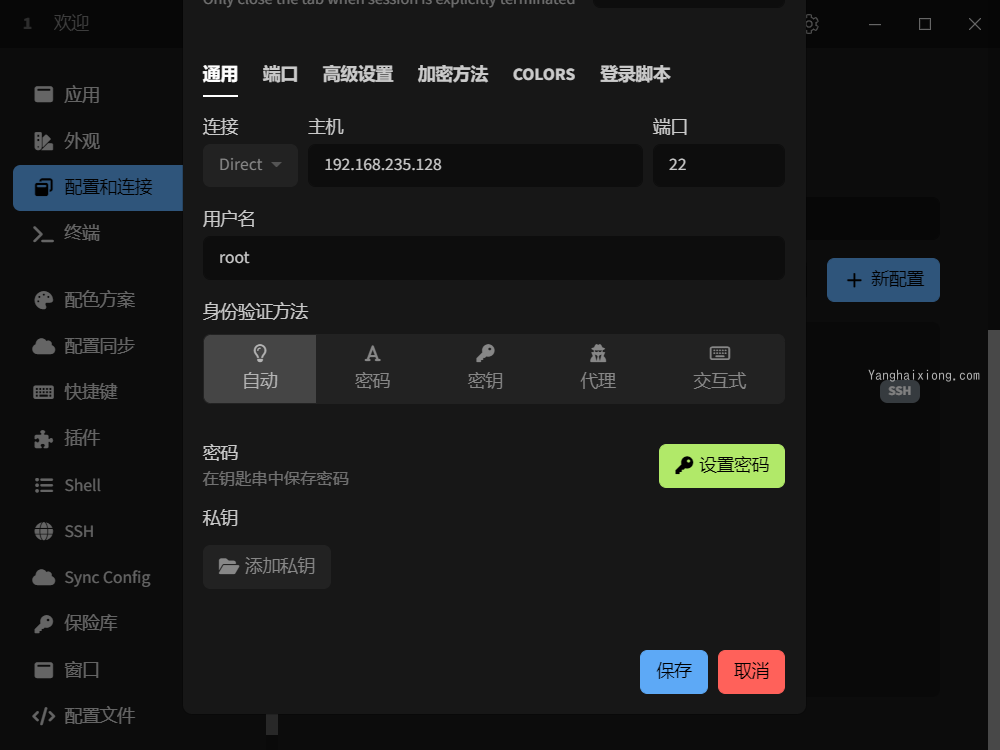 1 欢迎
Only close the tab when session is explicitly terminated
应用
外观
配置和连接
终端
配色方案
配置同步
快捷键
插件
Shell
SSH
Sync Config
保险库
窗口
配置文件
通用 端口 高级设置 加密方法 COLORS 登录脚本
连接 主机 端口
Direct 192.168.235.128 22
用户名
root
身份验证方法
自动 密码 密钥 代理 交互式
密码
在钥匙串中保存密码
设置密码
私钥
添加私钥
保存 取消
新配置
Yanghaixiong.com
SSH